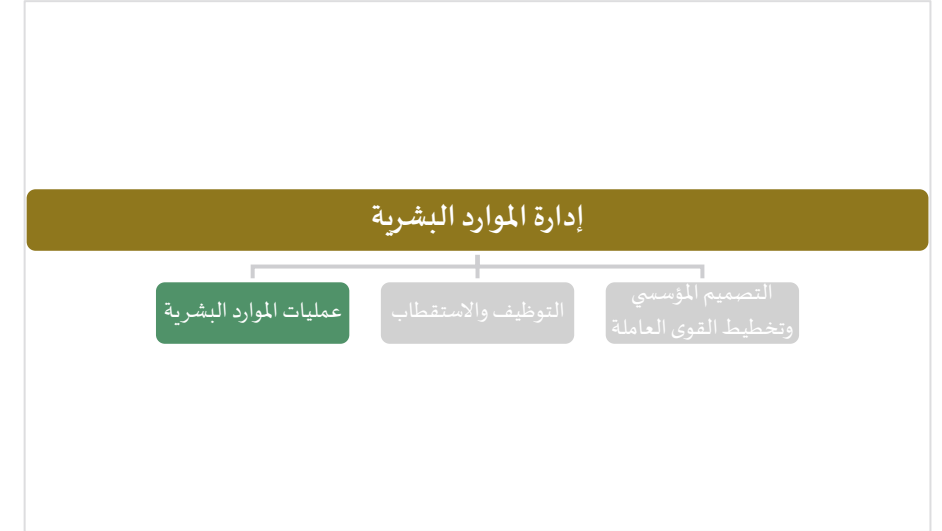 إدارة الموارد البشرية
التصميم المؤسسي
وتخطيط القوى العاملة
التوظيف والاستقطاب
عمليات الموارد البشرية